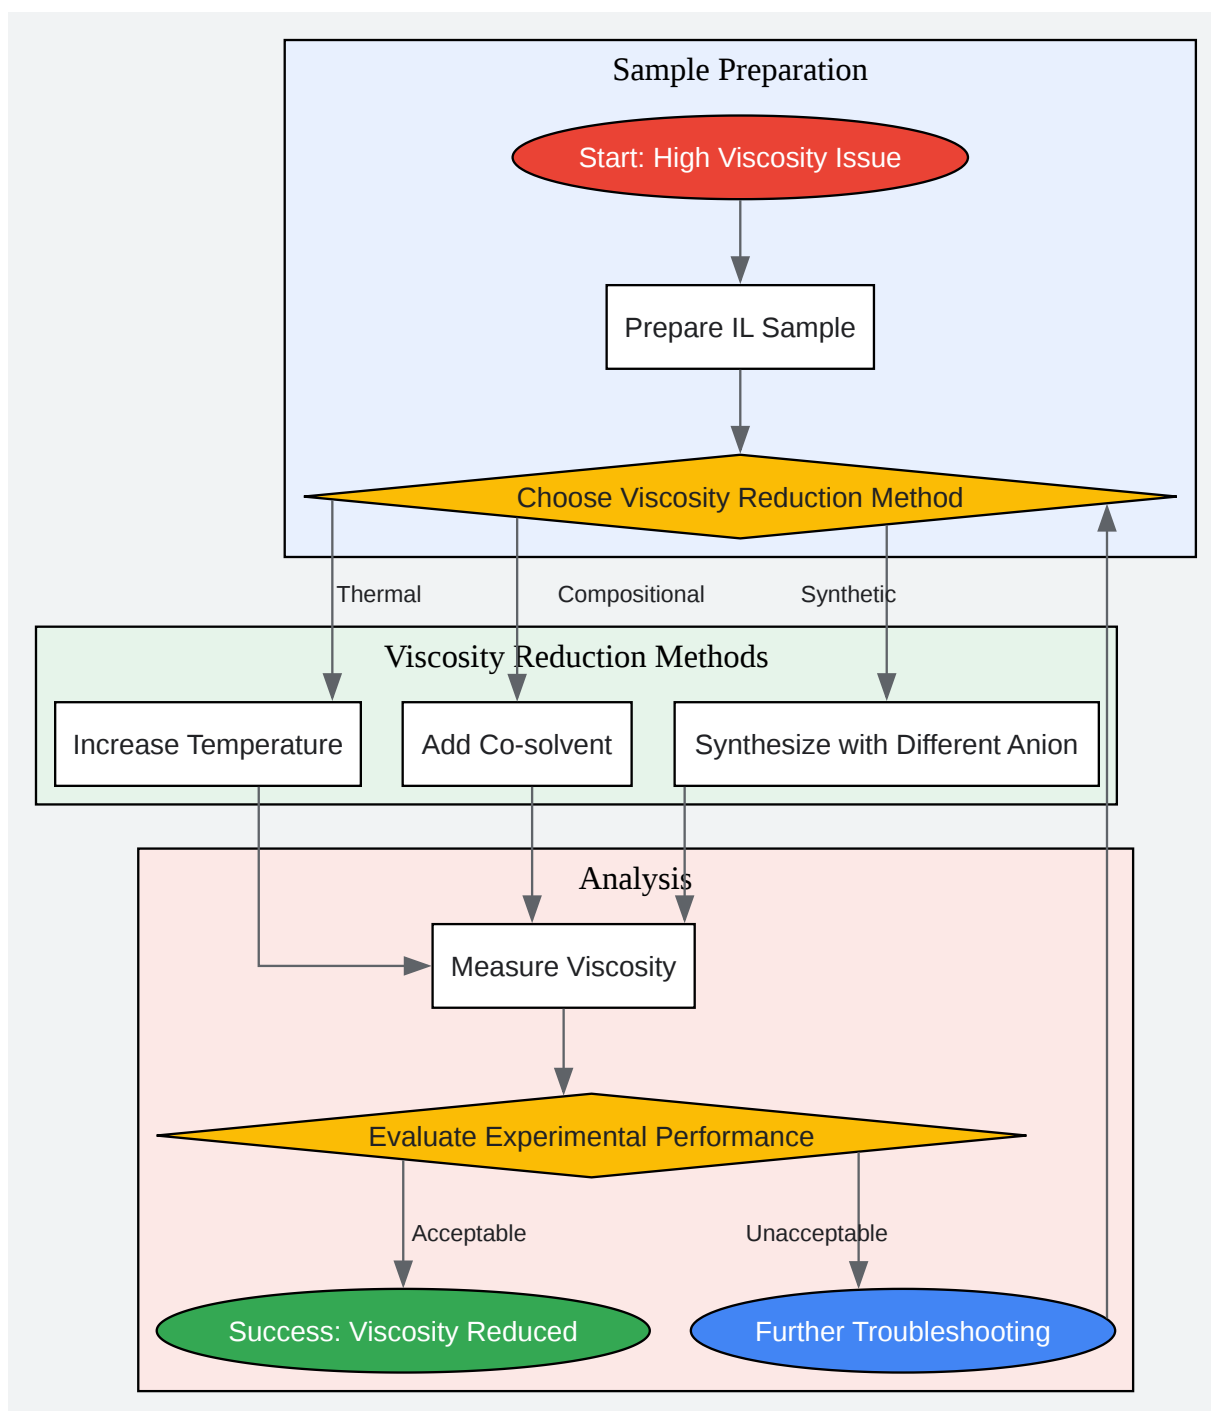 Sample Preparation
Start: High Viscosity Issue
Prepare IL Sample
Choose Viscosity Reduction Method
Thermal
Compositional
Synthetic
Viscosity Reduction Methods
Increase Temperature
Add Co-solvent
Synthesize with Different Anion
Analysis
Measure Viscosity
Evaluate Experimental Performance
Acceptable
Unacceptable
Success: Viscosity Reduced
Further Troubleshooting